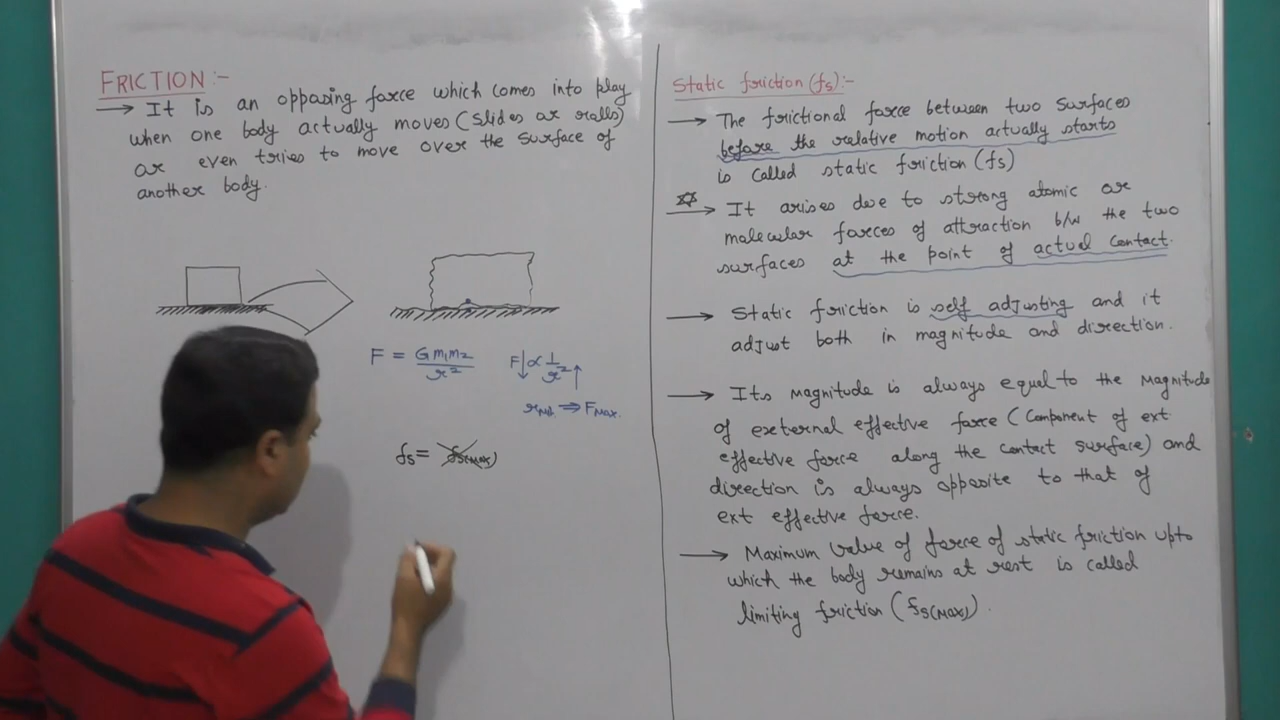 FRICTION:-
→ It is an opposing force which comes into play
when one body actually moves (slides or rolls)
or even tries to move over the surface of
another body.
F = Gm₁m₂/r²
F↓ ∝ 1/r² ↑
⇒ FMax.
fs = fs(MAX)
Static friction (fs):-
→ The frictional force between two surfaces
before the relative motion actually starts
is called static friction (fs)
→ It arises due to strong atomic or
molecular forces of attraction b/w the two
surfaces at the point of actual contact.
→ Static friction is self adjusting and it
adjust both in magnitude and direction.
→ Its magnitude is always equal to the Magnitude
of external effective force (Component of ext
effective force along the contact surface) and
direction is always opposite to that of
ext effective force.
→ Maximum value of force of static friction upto
which the body remains at rest is called
limiting friction (fs(MAX)).